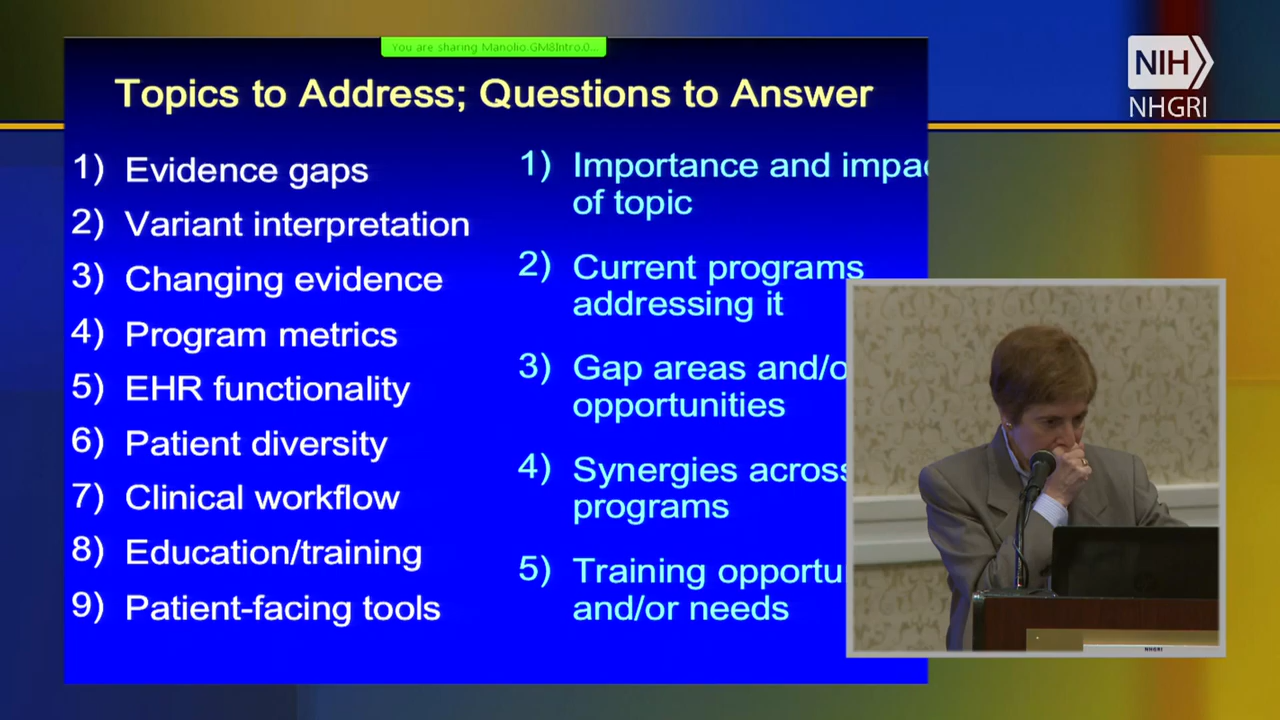 You are sharing Manolio.GM8Intro.0...
NIH
NHGRI
Topics to Address; Questions to Answer
1) Evidence gaps
2) Variant interpretation
3) Changing evidence
4) Program metrics
5) EHR functionality
6) Patient diversity
7) Clinical workflow
8) Education/training
9) Patient-facing tools
1) Importance and impac
of topic
2) Current programs
addressing it
3) Gap areas and/o
opportunities
4) Synergies across
programs
5) Training opportu
and/or needs
NHGRI